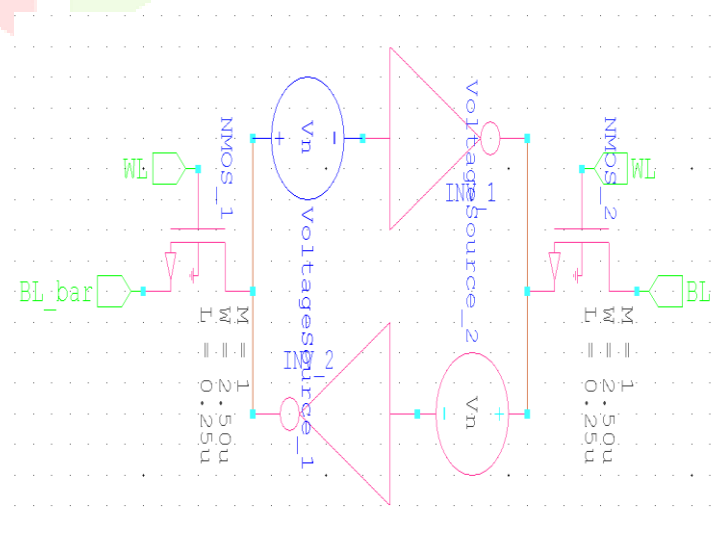 NMOS_1
WL
BL_bar
M = 1
W = 2.50u
L = 0.25u
Vn
VoltageSource_1
INV_1
VoltageSource_2
INV_2
Vn
NMOS_2
WL
BL
M = 1
W = 2.50u
L = 0.25u